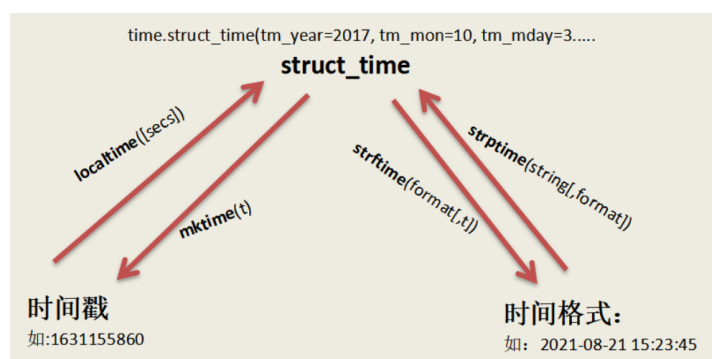 time.struct_time(tm_year=2017, tm_mon=10, tm_mday=3.....
struct_time
localtime([secs])
mktime(t)
strftime(format[,t])
strptime(string[,format])
时间戳
如:1631155860
时间格式：
如：2021-08-21 15:23:45